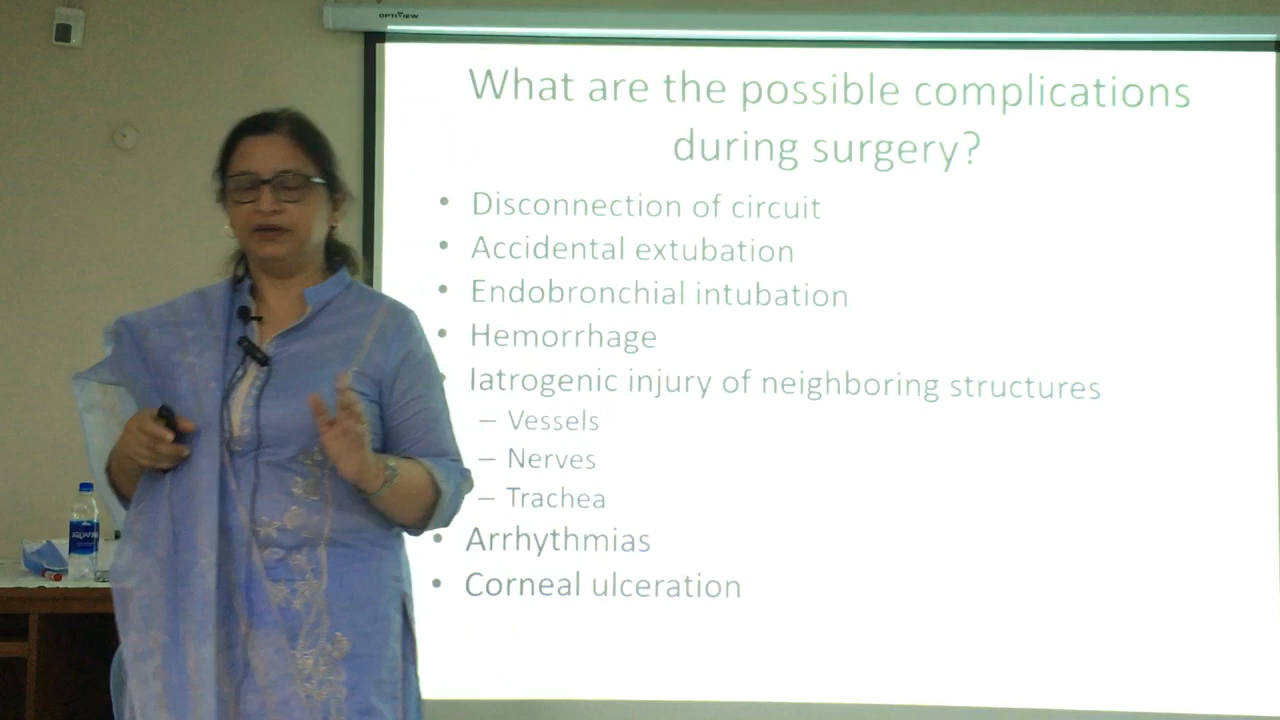 OPTIVIEW
What are the possible complications
during surgery?
• Disconnection of circuit
• Accidental extubation
• Endobronchial intubation
• Hemorrhage
• Iatrogenic injury of neighboring structures
– Vessels
– Nerves
– Trachea
• Arrhythmias
• Corneal ulceration